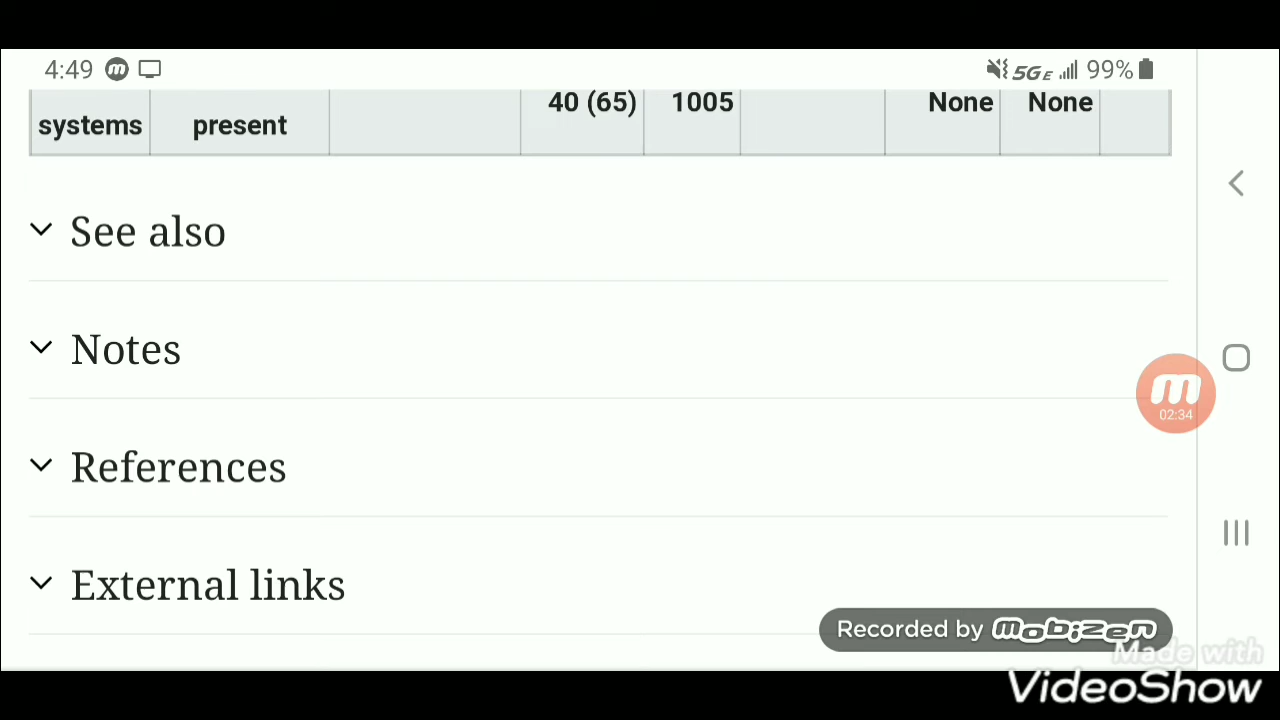 4:49 m 5GE 99%
40 (65) 1005 None None
systems present
See also
Notes
m
02:34
References
External links
Recorded by mobizen
Made with
VideoShow